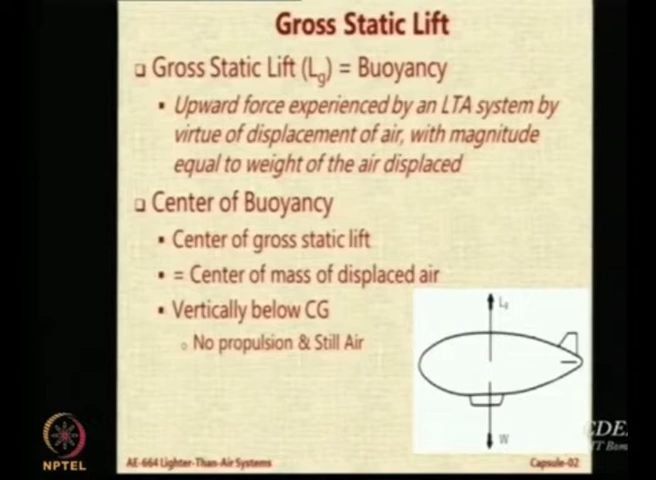 Gross Static Lift
Gross Static Lift (Lg) = Buoyancy
Upward force experienced by an LTA system by
virtue of displacement of air, with magnitude
equal to weight of the air displaced
Center of Buoyancy
Center of gross static lift
= Center of mass of displaced air
Vertically below CG
No propulsion & Still Air
Lg
W
CDE
IT Bom
NPTEL
AE-664 Lighter-Than-Air Systems
Capsule-02